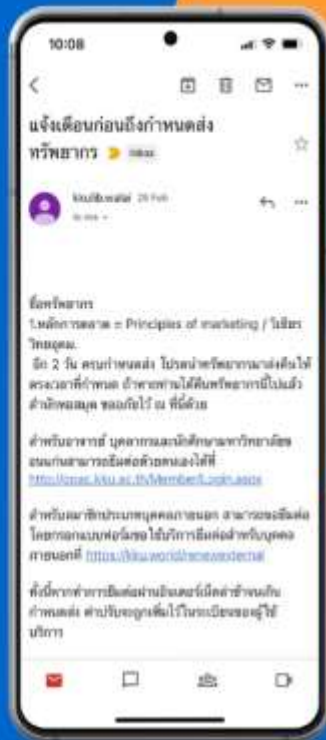 10:08
แจ้งเตือนก่อนถึงกำหนดส่ง
ทรัพยากร Inbox
kkulib.walai 29 Feb
to me
ชื่อทรัพยากร
1.หลักการตลาด = Principles of marketing / วิเชียร
วิทยอุดม.
อีก 2 วัน ครบกำหนดส่ง โปรดนำทรัพยากรมาส่งคืนให้
ตรงเวลาที่กำหนด ถ้าหากท่านได้คืนทรัพยากรนี้ไปแล้ว
สำนักหอสมุด ขออภัยไว้ ณ ที่นี้ด้วย
สำหรับอาจารย์ บุคลากรและนักศึกษามหาวิทยาลัยข
อนแก่นสามารถยืมต่อด้วยตนเองได้ที่
http://opac.kku.ac.th/Member/Login.aspx
สำหรับสมาชิกประเภทบุคคลภายนอก สามารถขอยืมต่อ
โดยกรอกแบบฟอร์มขอใช้บริการยืมต่อสำหรับบุคคล
ภายนอกที่ https://kku.world/renewexternal
ทั้งนี้หากทำการยืมต่อผ่านอินเตอร์เน็ตล่าช้าจนเกิน
กำหนดส่ง ค่าปรับจะถูกเพิ่มไว้ในระเบียนของผู้ใช้
บริการ